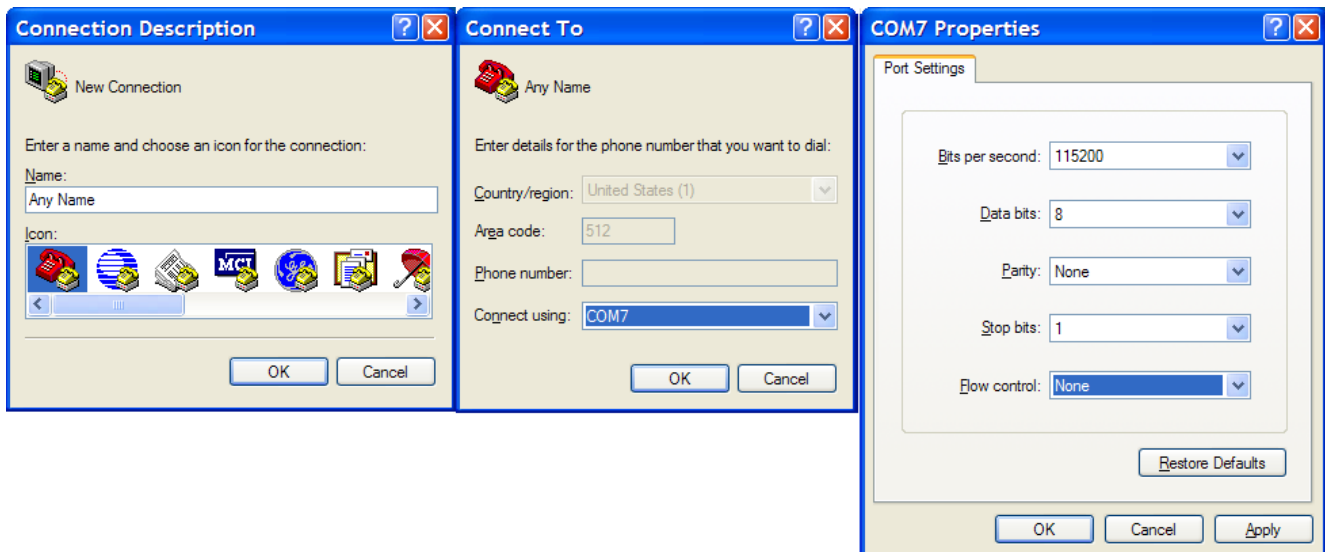 Connection Description
New Connection
Enter a name and choose an icon for the connection:
Name:
Any Name
Icon:
MCI
OK Cancel
Connect To
Any Name
Enter details for the phone number that you want to dial:
Country/region: United States (1)
Area code: 512
Phone number:
Connect using: COM7
OK Cancel
COM7 Properties
Port Settings
Bits per second: 115200
Data bits: 8
Parity: None
Stop bits: 1
Flow control: None
Restore Defaults
OK Cancel Apply